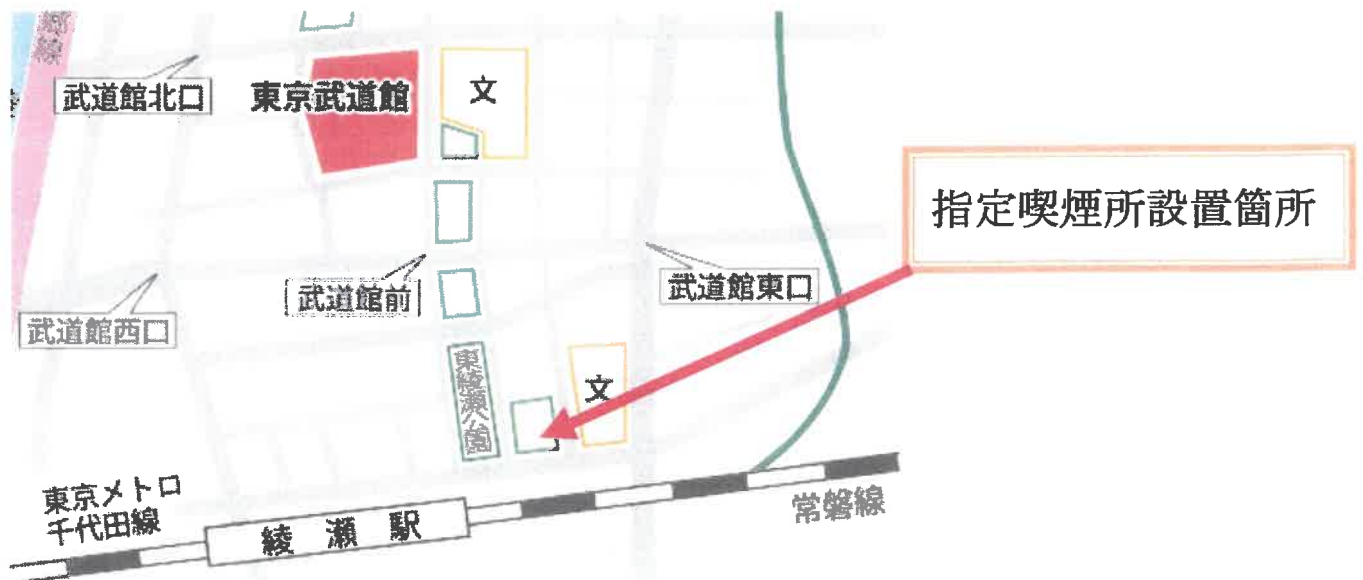 武道館北口
東京武道館
文
指定喫煙所設置箇所
武道館前
武道館東口
武道館西口
東綾瀬公園
文
東京メトロ
千代田線
綾瀬駅
常磐線